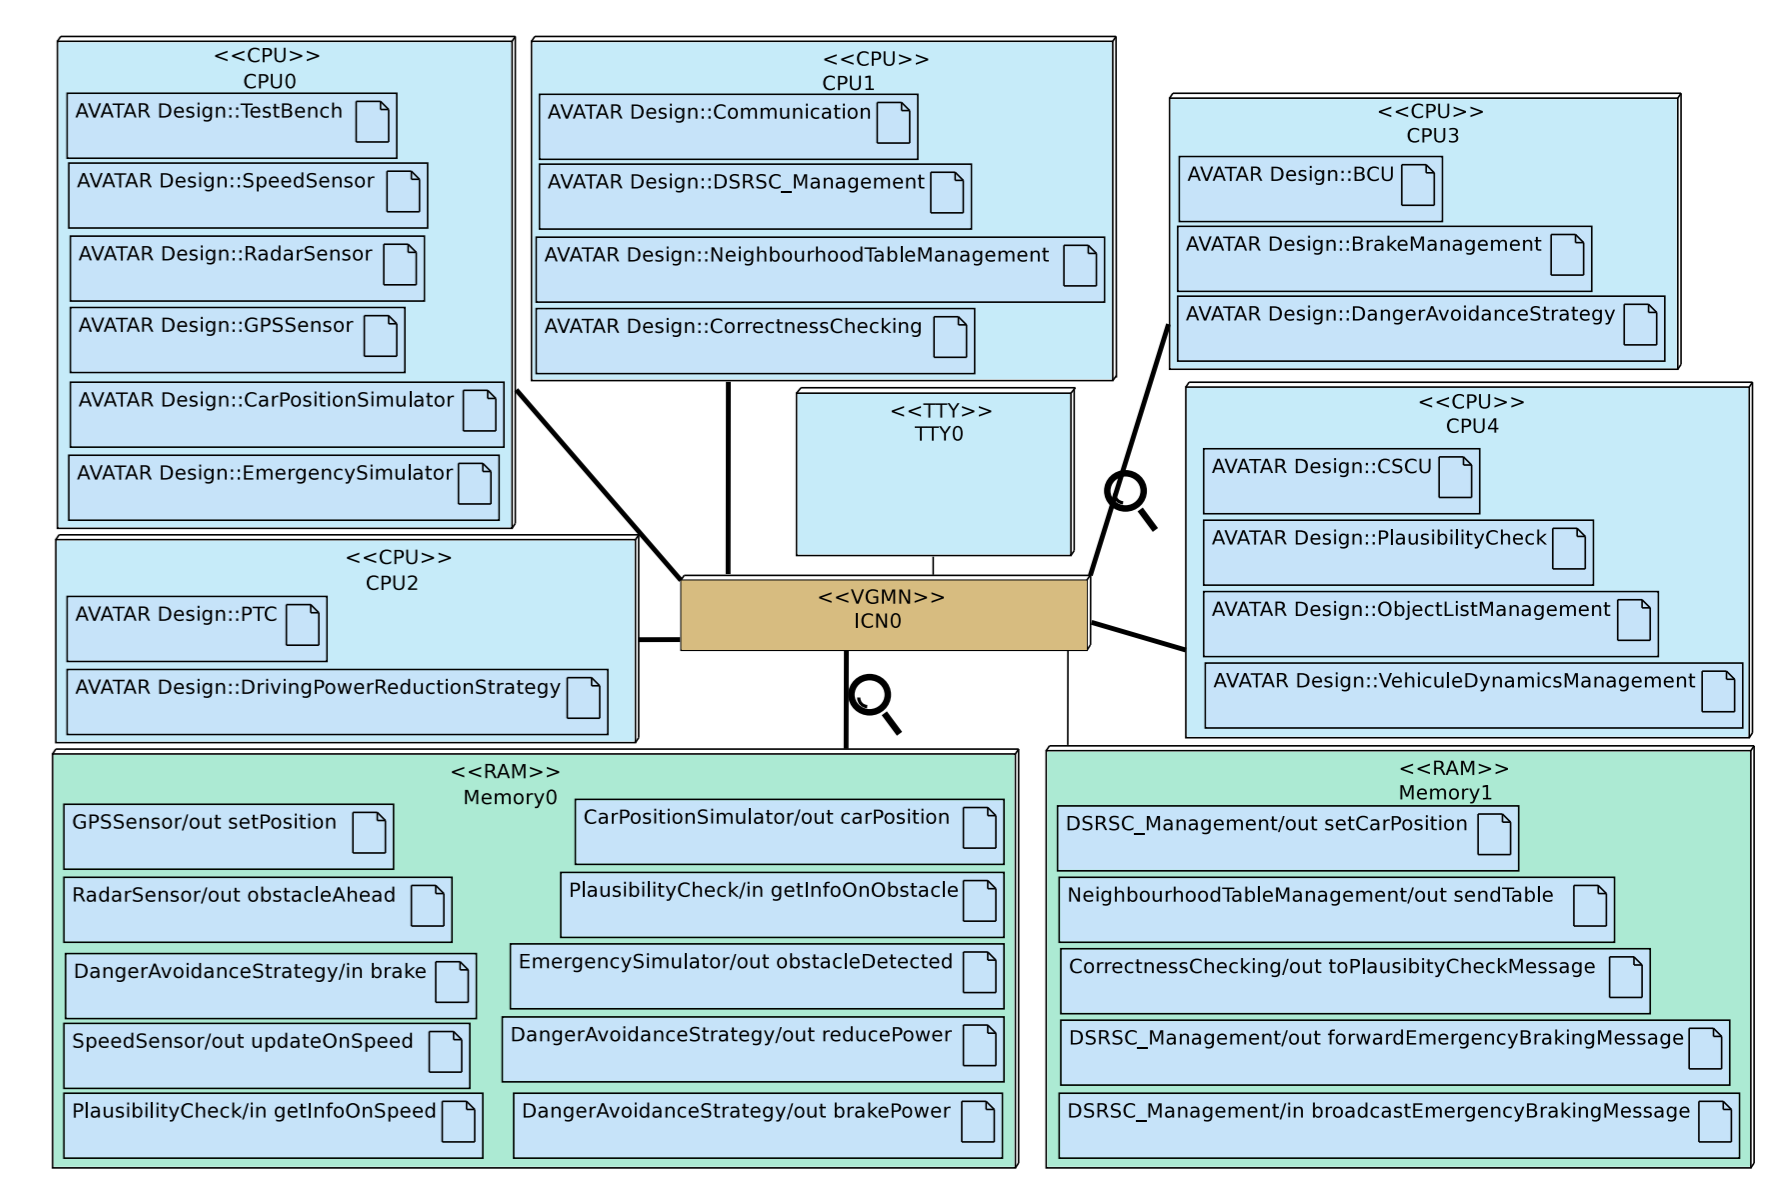 <<CPU>>
CPU0
AVATAR Design::TestBench
AVATAR Design::SpeedSensor
AVATAR Design::RadarSensor
AVATAR Design::GPSSensor
AVATAR Design::CarPositionSimulator
AVATAR Design::EmergencySimulator
<<CPU>>
CPU1
AVATAR Design::Communication
AVATAR Design::DSRSC_Management
AVATAR Design::NeighbourhoodTableManagement
AVATAR Design::CorrectnessChecking
<<CPU>>
CPU3
AVATAR Design::BCU
AVATAR Design::BrakeManagement
AVATAR Design::DangerAvoidanceStrategy
<<TTY>>
TTY0
<<CPU>>
CPU4
AVATAR Design::CSCU
AVATAR Design::PlausibilityCheck
AVATAR Design::ObjectListManagement
AVATAR Design::VehiculeDynamicsManagement
<<CPU>>
CPU2
AVATAR Design::PTC
AVATAR Design::DrivingPowerReductionStrategy
<<VGMN>>
ICN0
<<RAM>>
Memory0
GPSSensor/out setPosition
RadarSensor/out obstacleAhead
DangerAvoidanceStrategy/in brake
SpeedSensor/out updateOnSpeed
PlausibilityCheck/in getInfoOnSpeed
CarPositionSimulator/out carPosition
PlausibilityCheck/in getInfoOnObstacle
EmergencySimulator/out obstacleDetected
DangerAvoidanceStrategy/out reducePower
DangerAvoidanceStrategy/out brakePower
<<RAM>>
Memory1
DSRSC_Management/out setCarPosition
NeighbourhoodTableManagement/out sendTable
CorrectnessChecking/out toPlausibityCheckMessage
DSRSC_Management/out forwardEmergencyBrakingMessage
DSRSC_Management/in broadcastEmergencyBrakingMessage